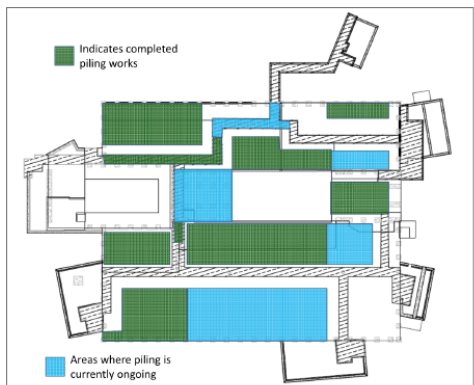 Indicates completed
piling works
Areas where piling is
currently ongoing